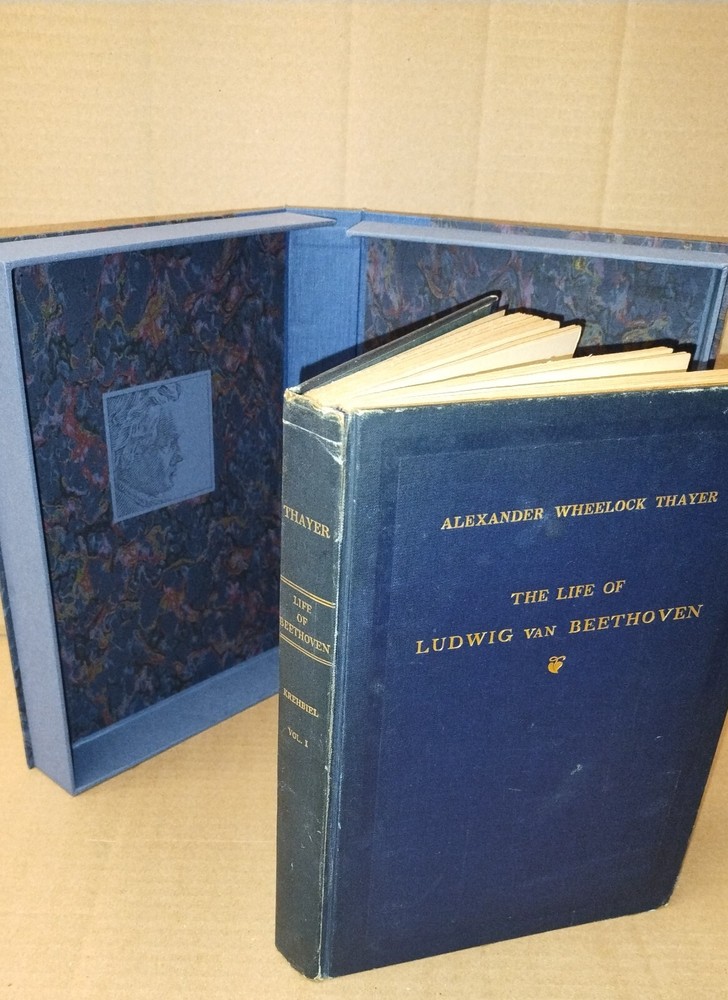 THAYER
LIFE
OF
BEETHOVEN
KREHBIEL
VOL. I
ALEXANDER WHEELOCK THAYER
THE LIFE OF
LUDWIG VAN BEETHOVEN